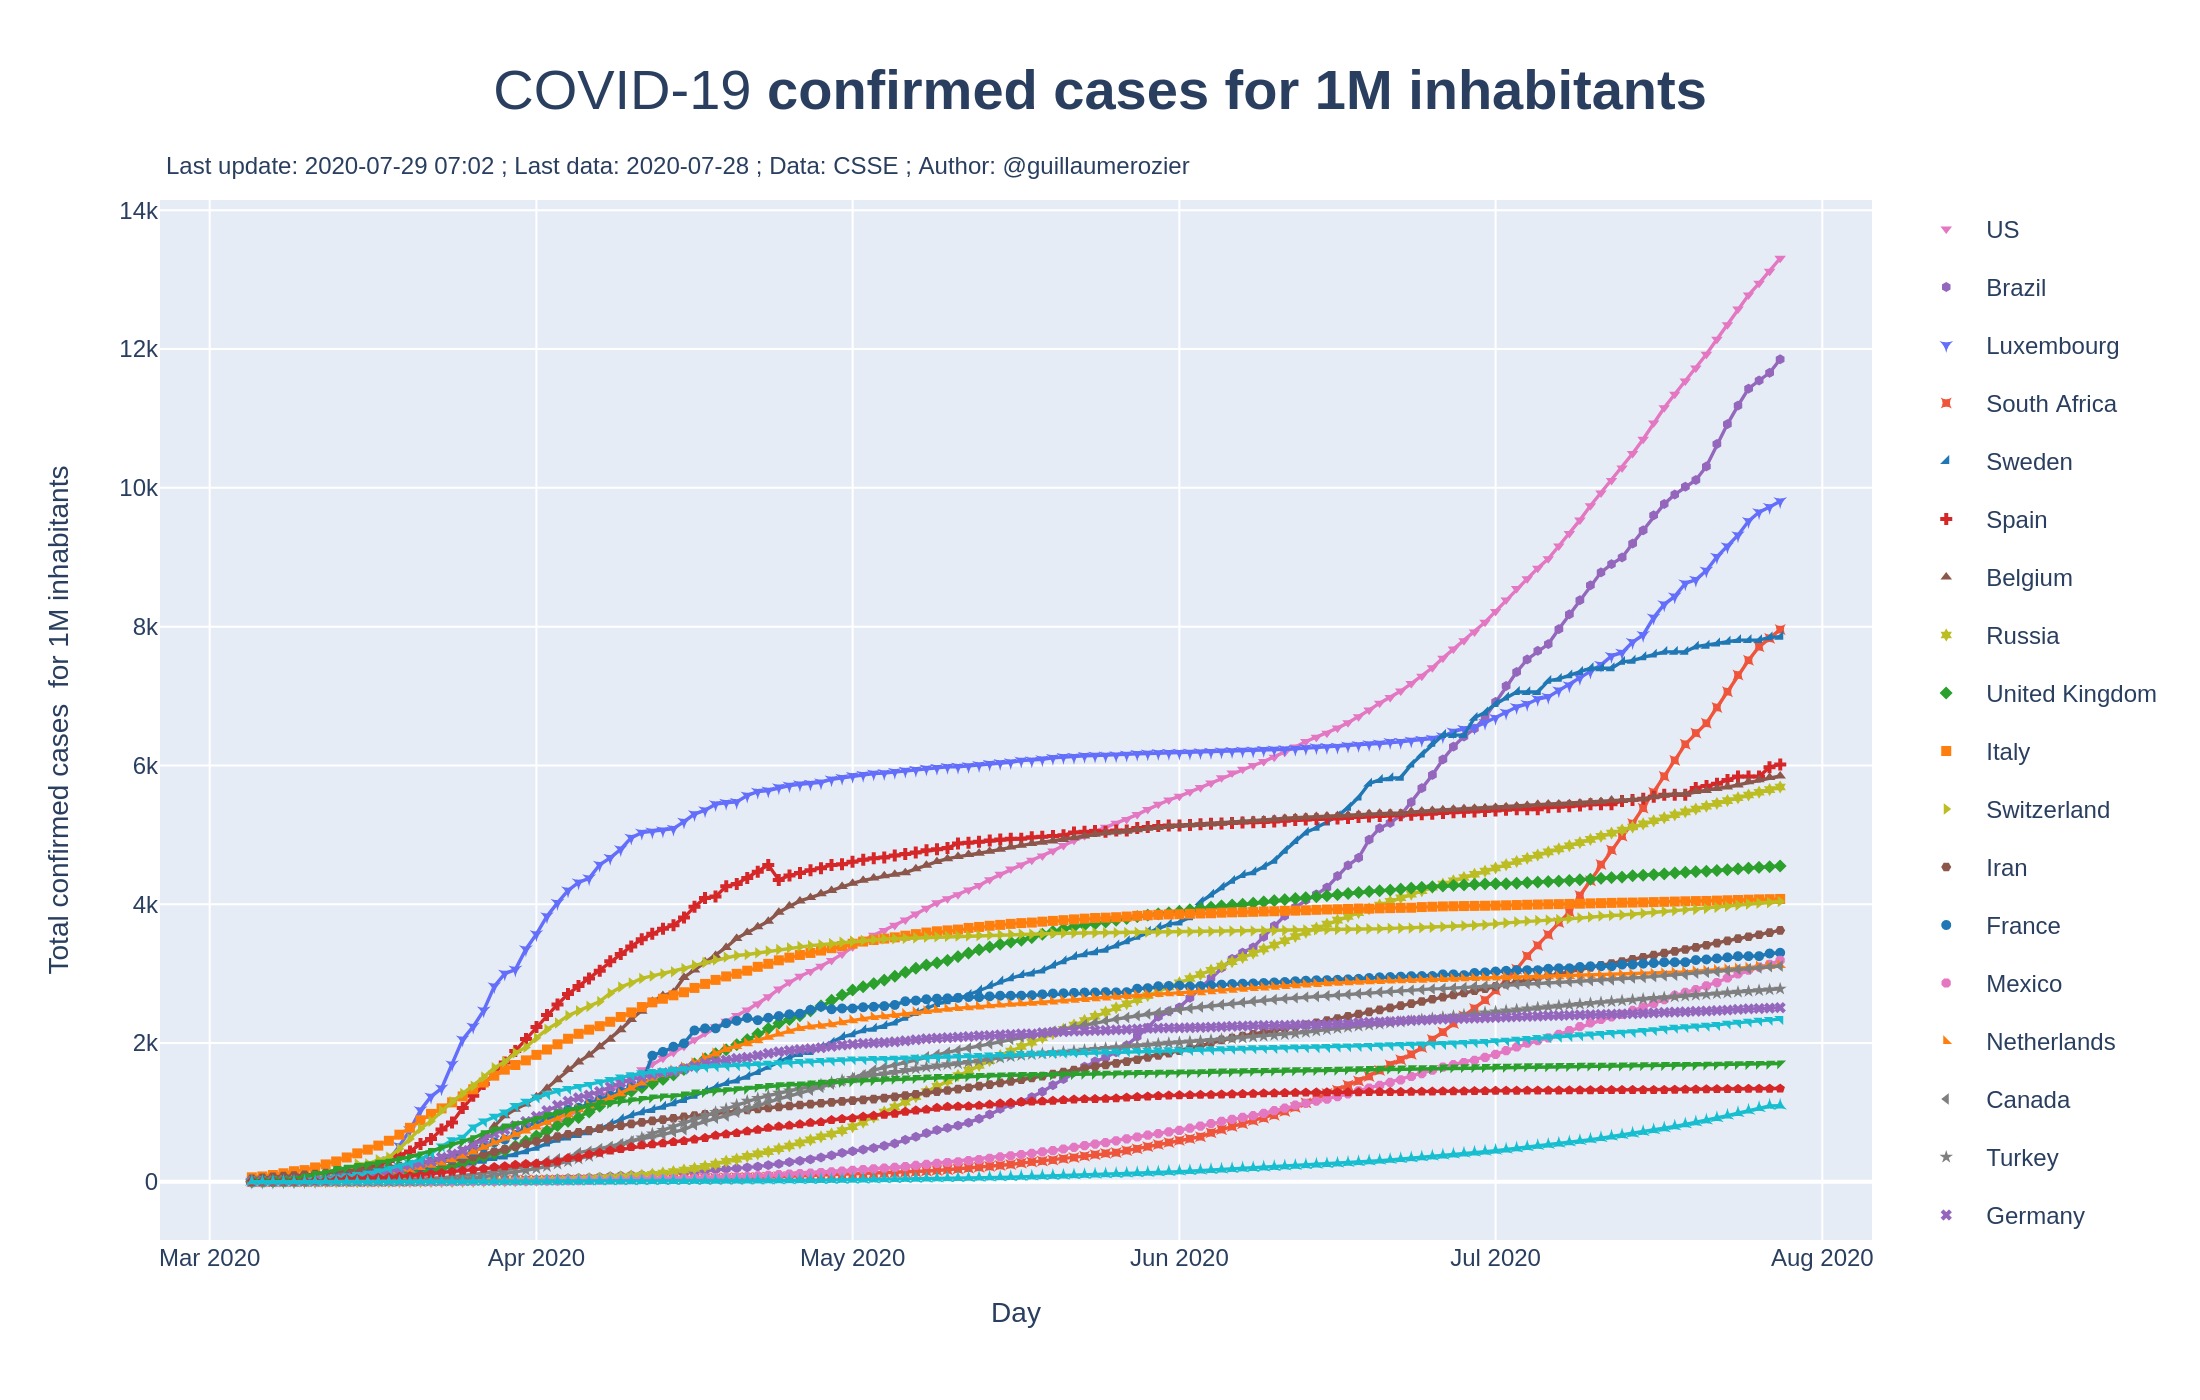 COVID-19 confirmed cases for 1M inhabitants
Last update: 2020-07-29 07:02 ; Last data: 2020-07-28 ; Data: CSSE ; Author: @guillaumerozier
Total confirmed cases for 1M inhabitants
14k
12k
10k
8k
6k
4k
2k
0
Mar 2020
Apr 2020
May 2020
Jun 2020
Jul 2020
Aug 2020
Day
US
Brazil
Luxembourg
South Africa
Sweden
Spain
Belgium
Russia
United Kingdom
Italy
Switzerland
Iran
France
Mexico
Netherlands
Canada
Turkey
Germany